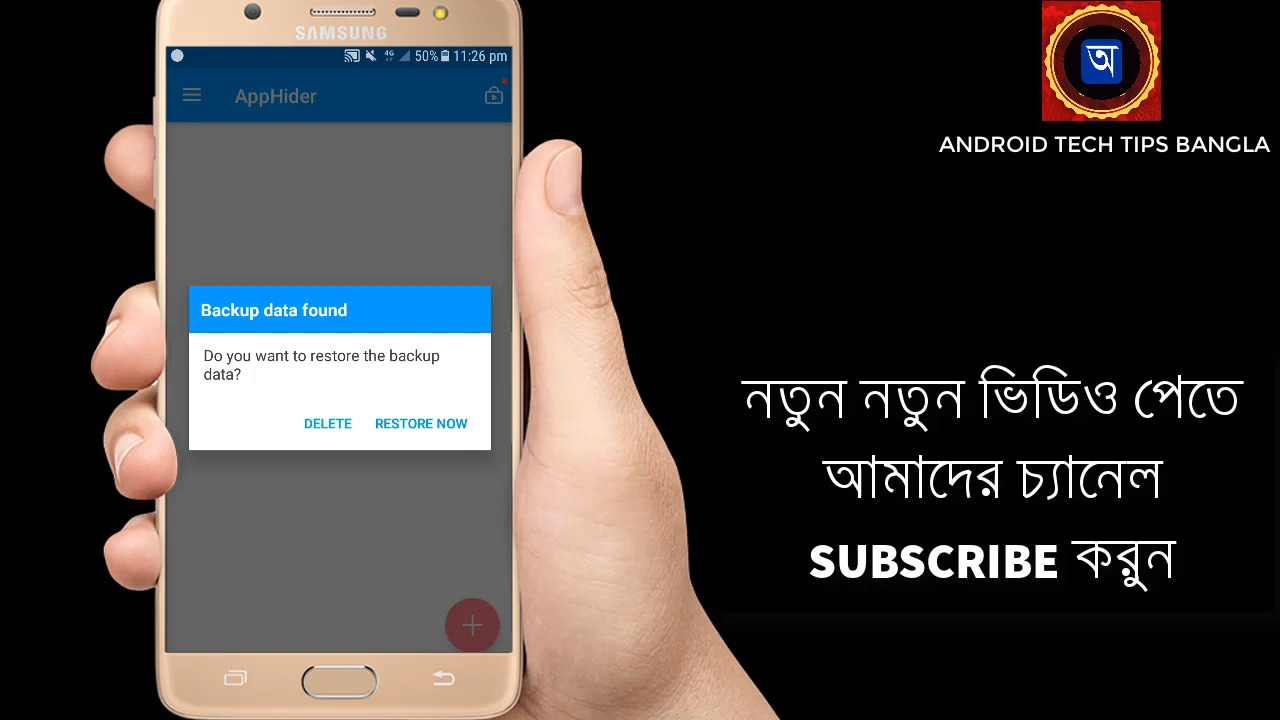 SAMSUNG
4G 50% 11:26 pm
AppHider
Backup data found
Do you want to restore the backup
data?
DELETE RESTORE NOW
অ
ANDROID TECH TIPS BANGLA
নতুন নতুন ভিডিও পেতে
আমাদের চ্যানেল
SUBSCRIBE করুন